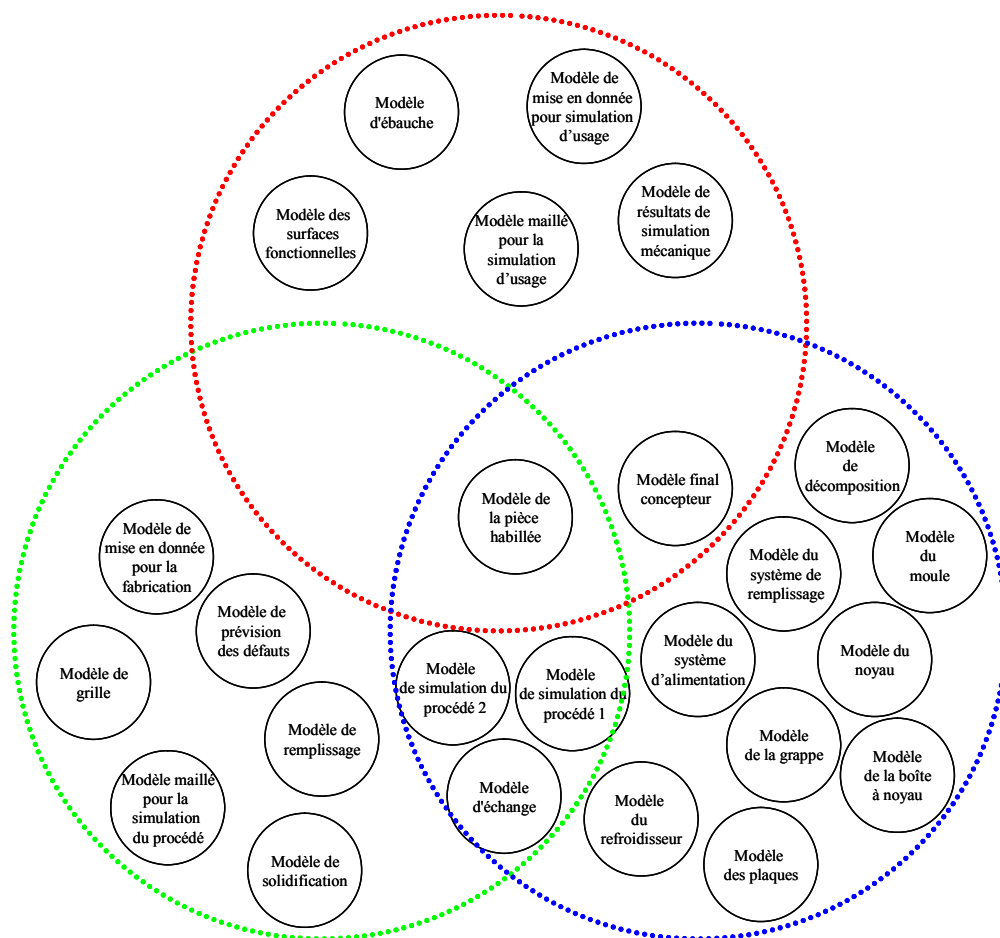 Modèle
d'ébauche
Modèle de
mise en donnée
pour simulation
d’usage
Modèle des
surfaces
fonctionnelles
Modèle maillé
pour la
simulation
d’usage
Modèle de
résultats de
simulation
mécanique
Modèle de
la pièce
habillée
Modèle final
concepteur
Modèle
de
décomposition
Modèle
du
moule
Modèle du
système de
remplissage
Modèle du
noyau
Modèle du
système
d’alimentation
Modèle
de la grappe
Modèle
de la boîte
à noyau
Modèle
du
refroidisseur
Modèle
des plaques
Modèle
de simulation du
procédé 2
Modèle
de simulation du
procédé 1
Modèle
d'échange
Modèle de
mise en donnée
pour la
fabrication
Modèle de
prévision
des défauts
Modèle de
grille
Modèle de
remplissage
Modèle maillé
pour la
simulation
du procédé
Modèle de
solidification